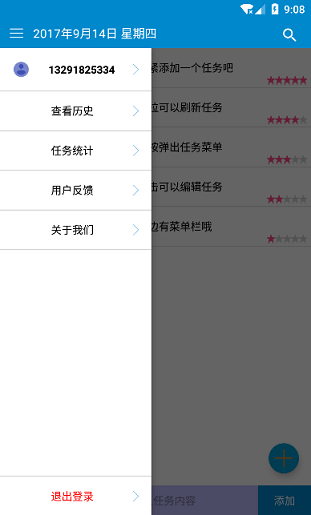 9:08
2017年9月14日 星期四
13291825334
查看历史
任务统计
用户反馈
关于我们
退出登录
紧添加一个任务吧
拉可以刷新任务
按弹出任务菜单
击可以编辑任务
边有菜单栏哦
任务内容
添加